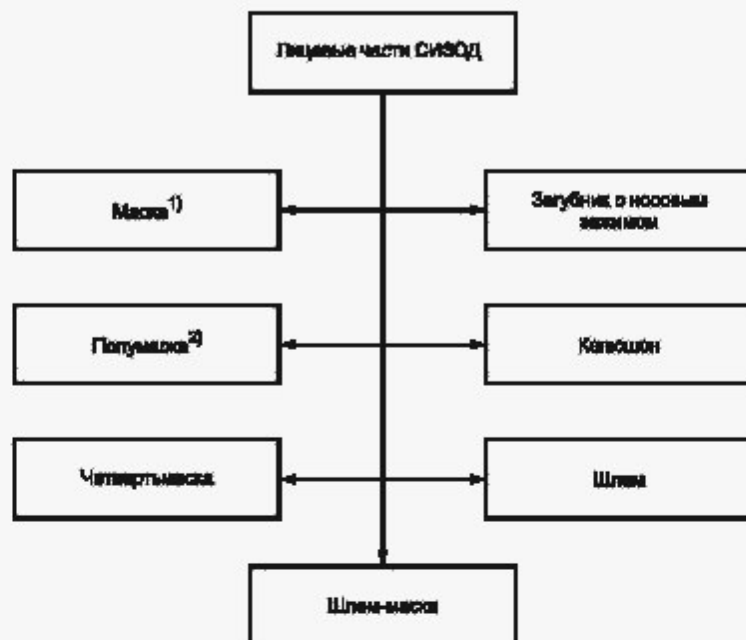 Лицевые части СИЗОД
Маска1)
Загубник с носовым
зажимом
Полумаска2)
Капюшон
Четвертьмаска
Шлем
Шлем-маска